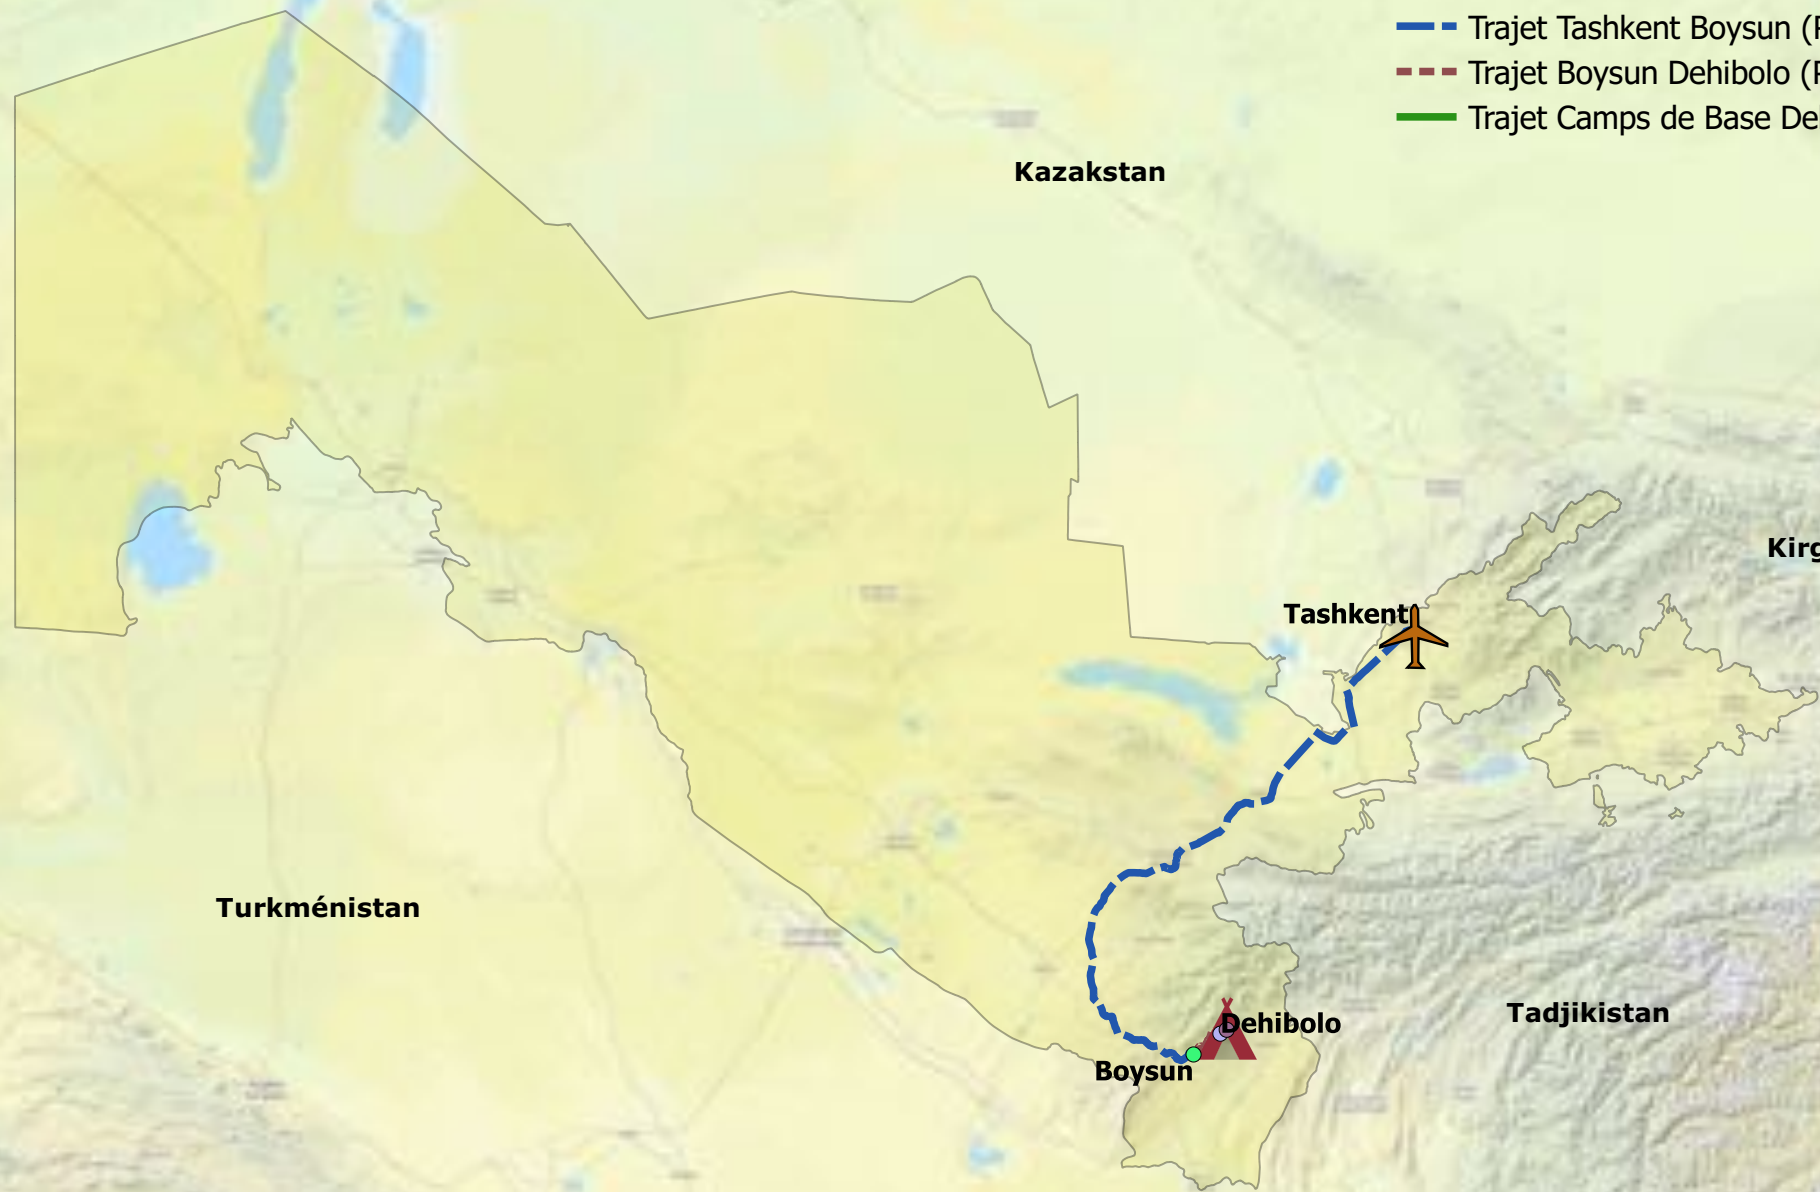 Trajet Tashkent Boysun (
Trajet Boysun Dehibolo (
Trajet Camps de Base De
Kazakstan
Kirg
Tashkent
Turkménistan
Tadjikistan
Dehibolo
Boysun